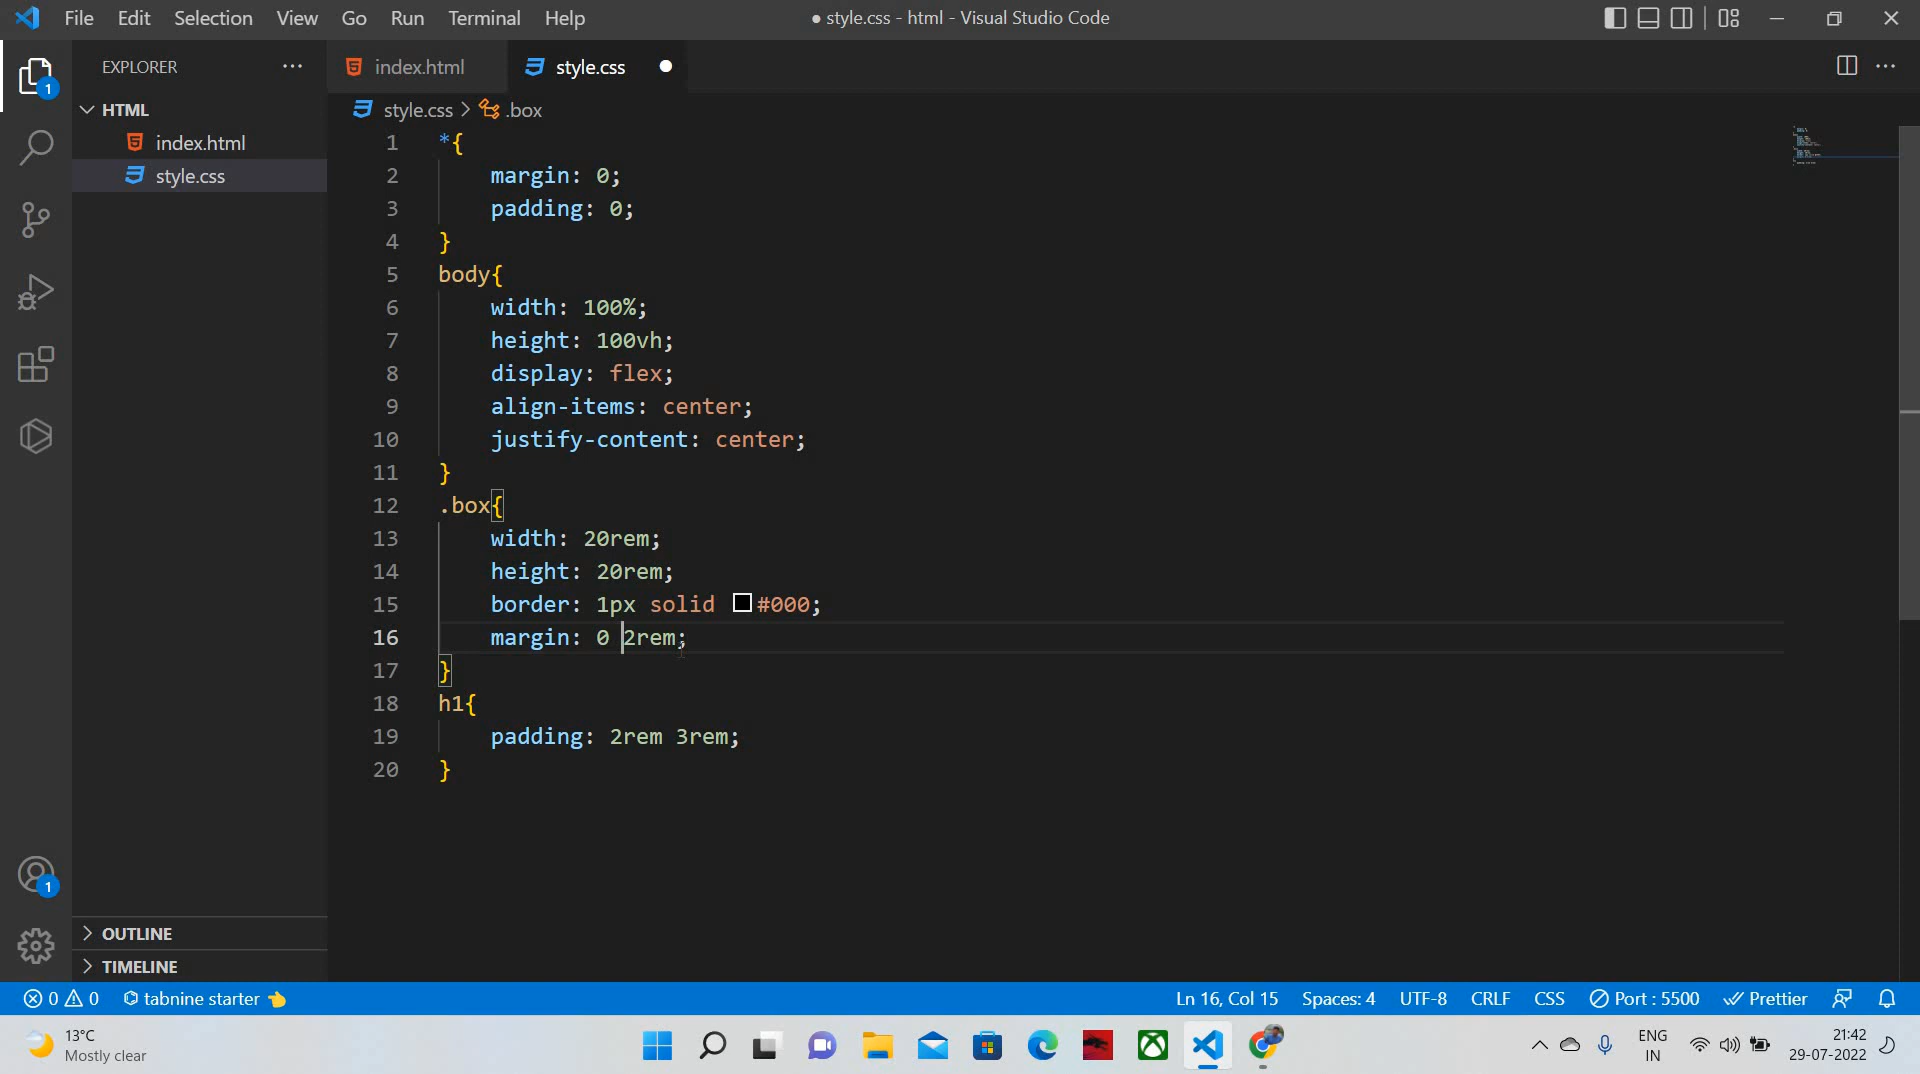 File Edit Selection View Go Run Terminal Help
● style.css - html - Visual Studio Code
1
EXPLORER
HTML
index.html
style.css
OUTLINE
TIMELINE
1
index.html
style.css
style.css > .box
1 *{
2 margin: 0;
3 padding: 0;
4 }
5 body{
6 width: 100%;
7 height: 100vh;
8 display: flex;
9 align-items: center;
10 justify-content: center;
11 }
12 .box{
13 width: 20rem;
14 height: 20rem;
15 border: 1px solid #000;
16 margin: 0 2rem;
17 }
18 h1{
19 padding: 2rem 3rem;
20 }
0 0 tabnine starter Ln 16, Col 15 Spaces: 4 UTF-8 CRLF CSS Port : 5500 Prettier
13°C
Mostly clear
ENG
IN
21:42
29-07-2022